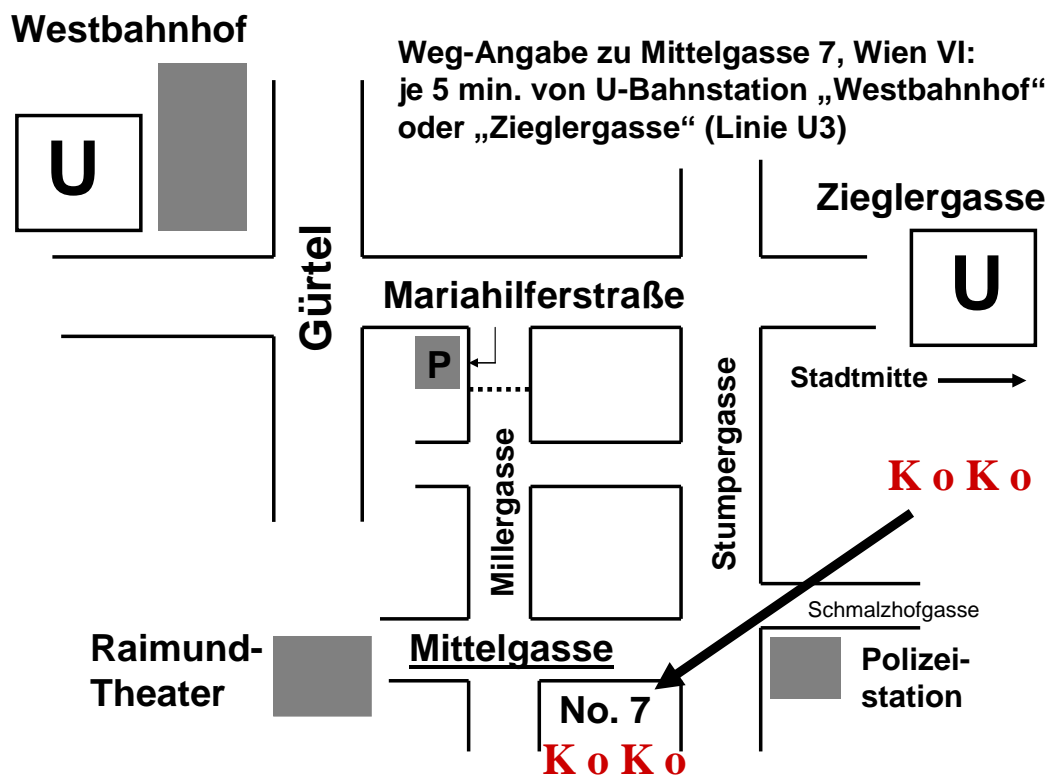 Westbahnhof
Weg-Angabe zu Mittelgasse 7, Wien VI:
je 5 min. von U-Bahnstation „Westbahnhof“
oder „Zieglergasse“ (Linie U3)
U
Zieglergasse
U
Gürtel
Mariahilferstraße
P
Stadtmitte
Millergasse
Stumpergasse
K o K o
Schmalzhofgasse
Raimund-
Theater
Mittelgasse
Polizei-
station
No. 7
K o K o